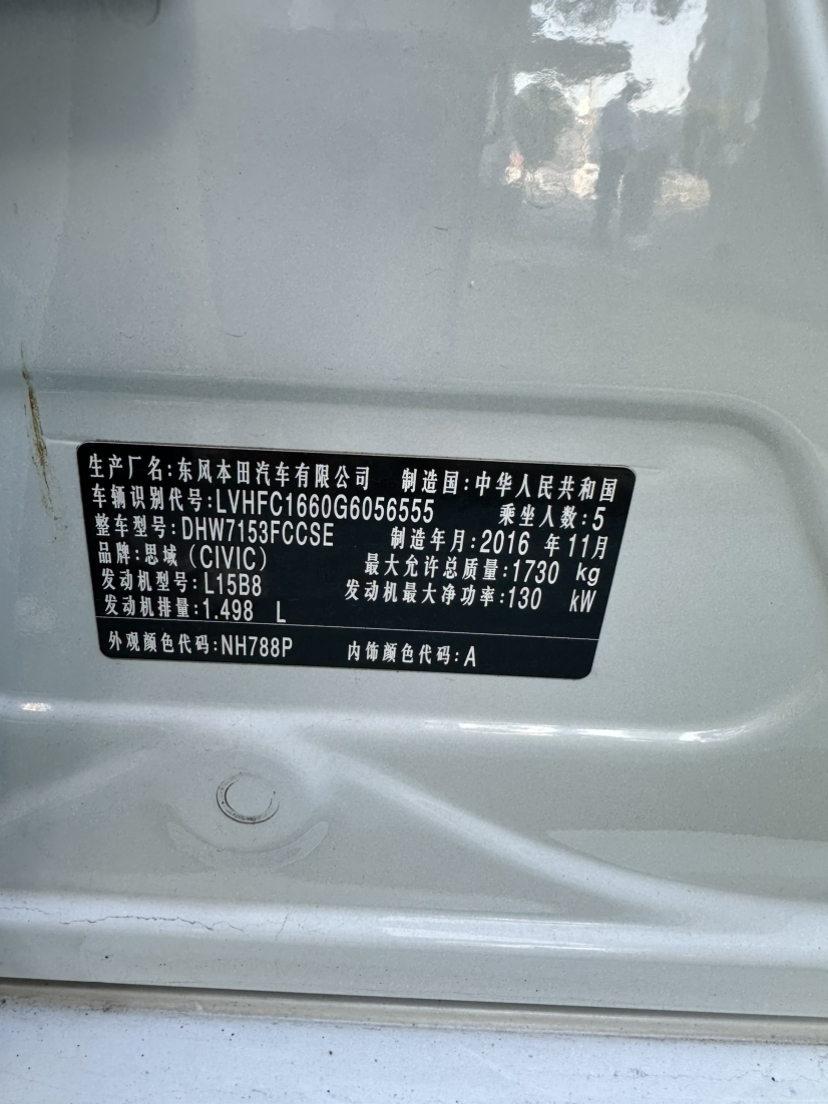 生产厂名:东风本田汽车有限公司 制造国:中华人民共和国
车辆识别代号:LVHFC1660G6056555 乘坐人数:5
整车型号:DHW7153FCCSE 制造年月:2016 年11月
品牌:思域(CIVIC) 最大允许总质量:1730 kg
发动机型号:L15B8 发动机最大净功率:130 kW
发动机排量:1.498 L
外观颜色代码:NH788P 内饰颜色代码:A